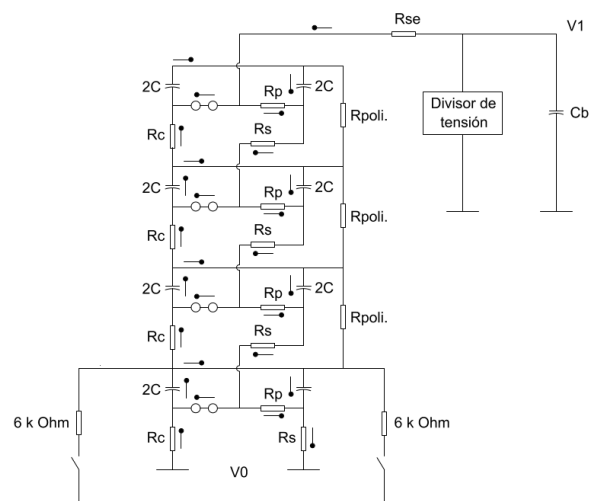 Rse
V1
2C
2C
Rp
Rpoli.
Divisor de
tensión
Cb
Rc
Rs
2C
2C
Rp
Rpoli.
Rc
Rs
2C
2C
Rp
Rpoli.
Rc
Rs
2C
Rp
6 k Ohm
6 k Ohm
Rc
Rs
V0